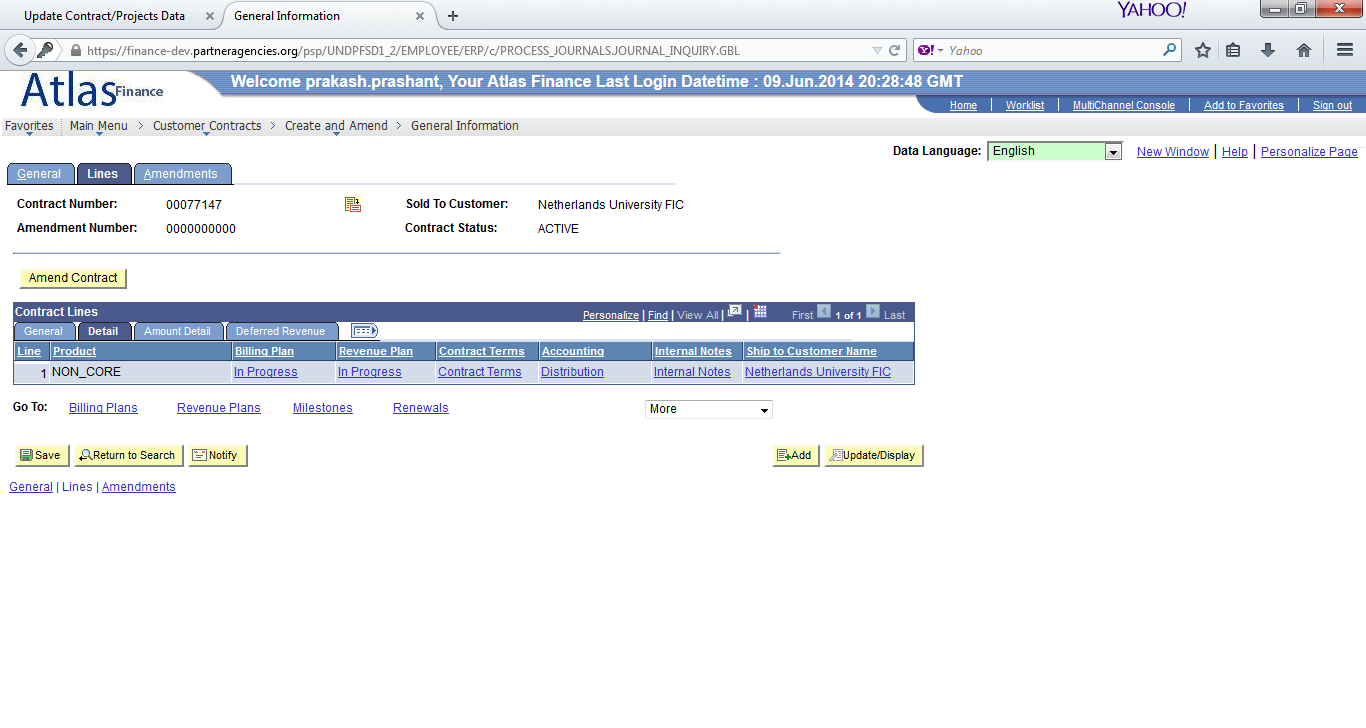 Update Contract/Projects Data × General Information × +
YAHOO!
https://finance-dev.partneragencies.org/psp/UNDPFSD1_2/EMPLOYEE/ERP/c/PROCESS_JOURNALS.JOURNAL_INQUIRY.GBL Yahoo
Atlas Finance
Welcome prakash.prashant, Your Atlas Finance Last Login Datetime : 09.Jun.2014 20:28:48 GMT
Home | Worklist | MultiChannel Console | Add to Favorites | Sign out
Favorites Main Menu > Customer Contracts > Create and Amend > General Information
Data Language: English New Window | Help | Personalize Page
General Lines Amendments
Contract Number: 00077147 Sold To Customer: Netherlands University FIC
Amendment Number: 0000000000 Contract Status: ACTIVE
Amend Contract
Contract Lines Personalize | Find | View All | | First 1 of 1 Last
General Detail Amount Detail Deferred Revenue
Line Product Billing Plan Revenue Plan Contract Terms Accounting Internal Notes Ship to Customer Name
1 NON_CORE In Progress In Progress Contract Terms Distribution Internal Notes Netherlands University FIC
Go To: Billing Plans Revenue Plans Milestones Renewals More
Save Return to Search Notify Add Update/Display
General | Lines | Amendments